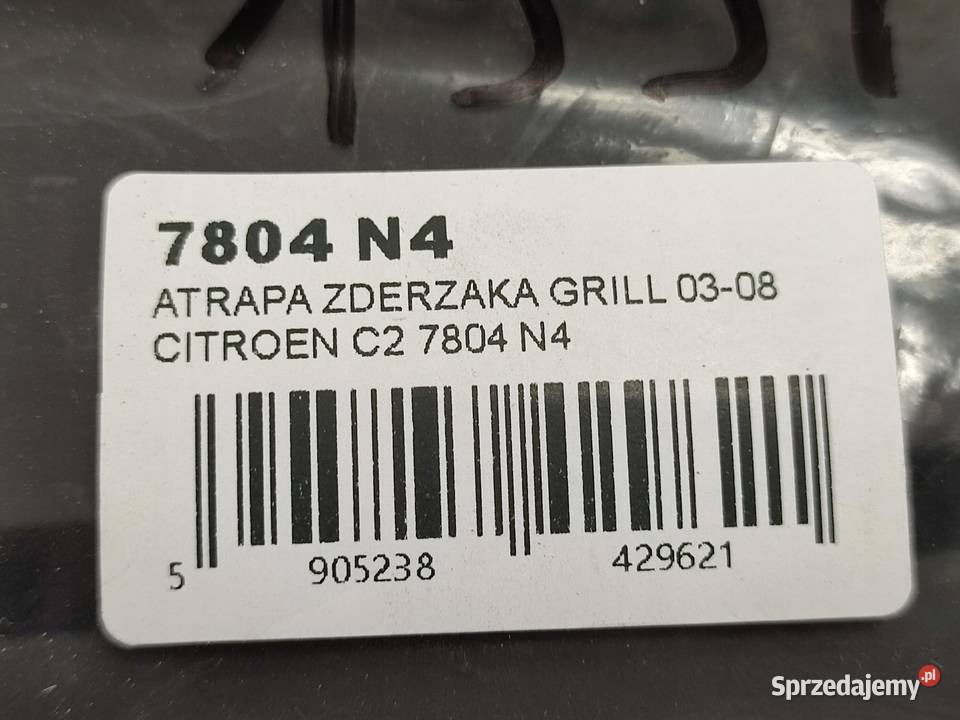 7804 N4
ATRAPA ZDERZAKA GRILL 03-08
CITROEN C2 7804 N4
5 905238 429621
Sprzedajemy.pl